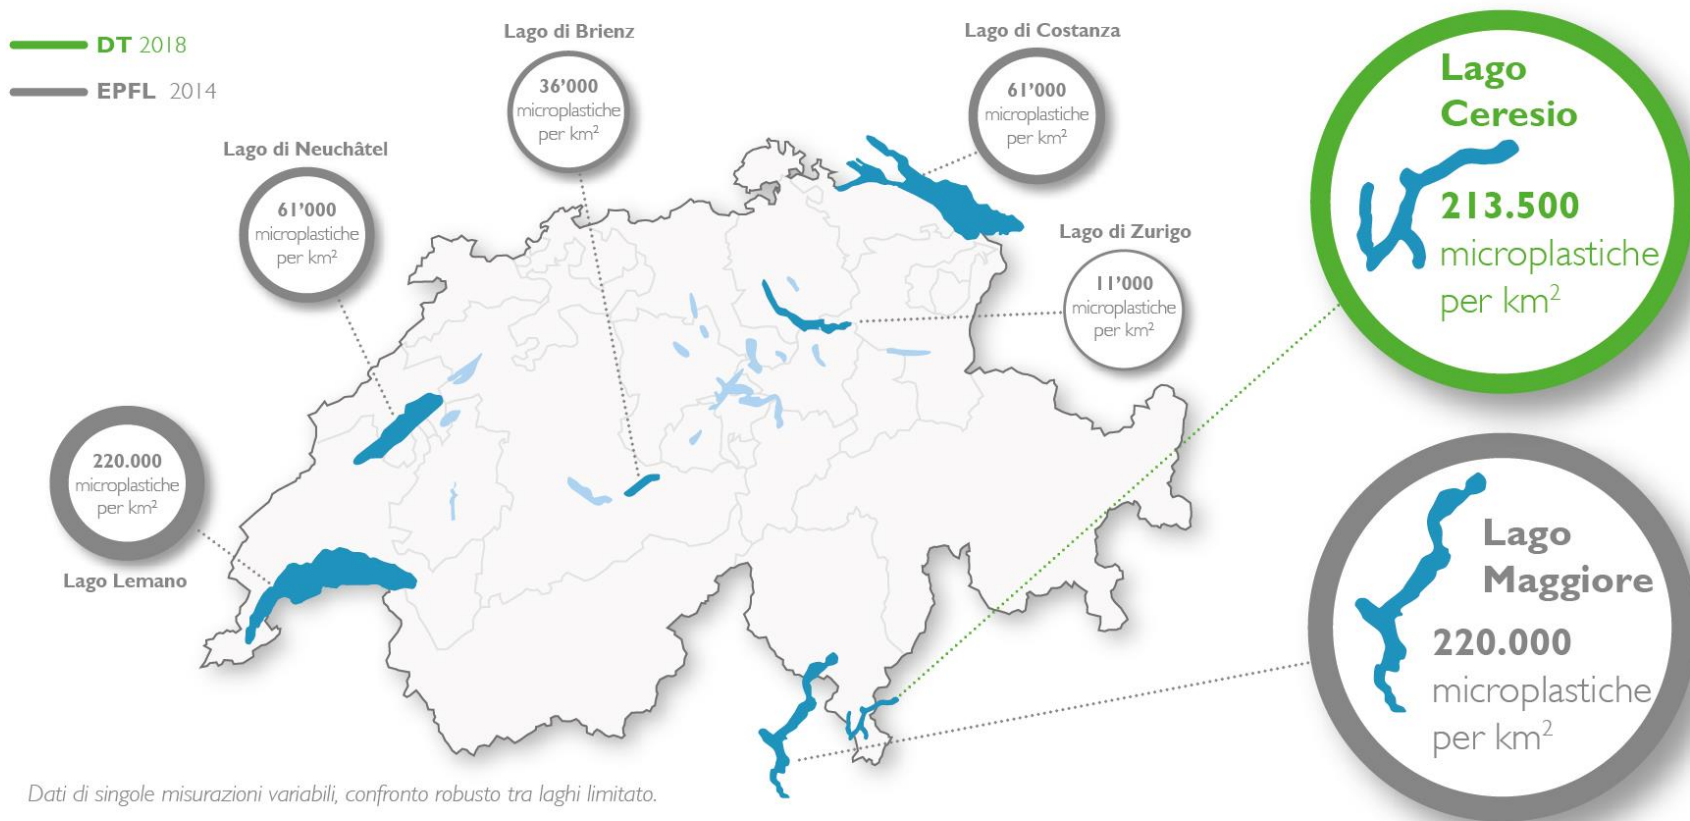 DT 2018
EPFL 2014
Lago di Brienz
36’000
microplastiche
per km²
Lago di Costanza
61’000
microplastiche
per km²
Lago di Neuchâtel
61’000
microplastiche
per km²
Lago di Zurigo
11’000
microplastiche
per km²
Lago
Ceresio
213.500
microplastiche
per km²
220.000
microplastiche
per km²
Lago Lemano
Lago
Maggiore
220.000
microplastiche
per km²
Dati di singole misurazioni variabili, confronto robusto tra laghi limitato.